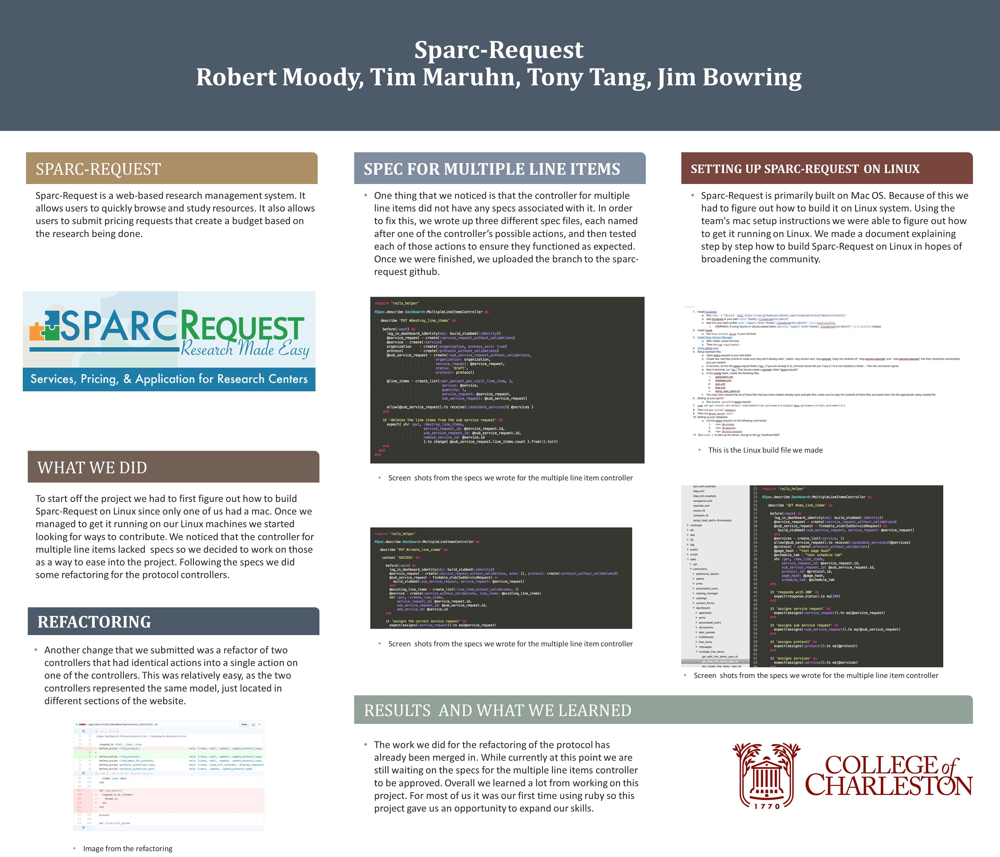 Sparc-Request
Robert Moody, Tim Maruhn, Tony Tang, Jim Bowring
SPARC-REQUEST
Sparc-Request is a web-based research management system. It
allows users to quickly browse and study resources. It also allows
users to submit pricing requests that create a budget based on
the research being done.
SPARCREQUEST
Research Made Easy
Services, Pricing, & Application for Research Centers
WHAT WE DID
To start off the project we had to first figure out how to build
Sparc-Request on Linux since only one of us had a mac. Once we
managed to get it running on our Linux machines we started
looking for ways to contribute. We noticed that the controller for
multiple line items lacked  specs so we decided to work on those
as a way to ease into the project. Following the specs we did
some refactoring for the protocol controllers.
REFACTORING
• Another change that we submitted was a refactor of two
controllers that had identical actions into a single action on
one of the controllers. This was relatively easy, as the two
controllers represented the same model, just located in
different sections of the website.
app/controllers/dashboard/protocols_controller.rb
View
class Dashboard::ProtocolsController < Dashboard::BaseController
respond_to :html, :json, :xlsx
- before_action :find_protocol, only: [:show, :edit, :update, :update_protocol_type,
+
+ before_action :find_protocol, only: [:show, :edit, :update, :update_protocol_type,
before_action :find_admin_for_protocol, only: [:show, :edit, :update, :update_protocol_type,
before_action :protocol_authorizer_view, only: [:show, :view_full_calendar, :display_requests]
before_action :protocol_authorizer_edit, only: [:edit, :update, :update_protocol_type]
render json: data
end
- def view_details
- respond_to do |format|
- format.js
- end
- end
-
private
def filterrific_params
• Image from the refactoring
SPEC FOR MULTIPLE LINE ITEMS
• One thing that we noticed is that the controller for multiple
line items did not have any specs associated with it. In order
to fix this, we wrote up three different spec files, each named
after one of the controller's possible actions, and then tested
each of those actions to ensure they functioned as expected.
Once we were finished, we uploaded the branch to the sparc-
request github.
require 'rails_helper'
RSpec.describe Dashboard::MultipleLineItemsController do
describe 'PUT #destroy_line_items' do
before(:each) do
log_in_dashboard_identity(obj: build_stubbed(:identity))
@service_request = create(:service_request_without_validations)
@service = create(:service)
organization = create(:organization, process_ssrs: true)
protocol = create(:protocol_without_validations)
@sub_service_request = create(:sub_service_request_without_validations,
organization: organization,
service_request: @service_request,
status: 'draft',
protocol: protocol)
@line_items = create_list(:per_patient_per_visit_line_item, 3,
service: @service,
quantity: 1,
service_request: @service_request,
sub_service_request: @sub_service_request)
allow(@sub_service_request).to receive(:candidate_services){ @services }
end
it 'deletes the line items from the sub service request' do
expect{ xhr :put, :destroy_line_items,
service_request_id: @service_request.id,
sub_service_request_id: @sub_service_request.id,
remove_service_id: @service.id
}.to change{ @sub_service_request.line_items.count }.from(3).to(0)
end
end
end
• Screen  shots from the specs we wrote for the multiple line item controller
require 'rails_helper'
RSpec.describe Dashboard::MultipleLineItemsController do
describe 'PUT #create_line_items' do
context 'SUCCESS' do
before(:each) do
log_in_dashboard_identity(obj: build_stubbed(:identity))
@service_request = create(:service_request_without_validations, arms: [], protocol: create(:protocol_without_validations))
@sub_service_request = findable_stub(SubServiceRequest) do
build_stubbed(:sub_service_request, service_request: @service_request)
end
@existing_line_items = create_list(:line_item_without_validations, 3)
@service = create(:service_without_validations, line_items: @existing_line_items)
xhr :put, :create_line_items,
service_request_id: @service_request.id,
sub_service_request_id: @sub_service_request.id,
add_service_id: @service.id
end
it 'assigns the correct service request' do
expect(assigns(:service_request)).to eq(@service_request)
• Screen  shots from the specs we wrote for the multiple line item controller
SETTING UP SPARC-REQUEST ON LINUX
• Sparc-Request is primarily built on Mac OS. Because of this we
had to figure out how to build it on Linux system. Using the
team's mac setup instructions we were able to figure out how
to get it running on Linux. We made a document explaining
step by step how to build Sparc-Request on Linux in hopes of
broadening the community.
1. Install linuxbrew
a. Run ruby -e "$(curl -fsSL https://raw.githubusercontent.com/Linuxbrew/install/master/install)"
b. Add linuxbrew to your path: PATH="$HOME/.linuxbrew/bin:$PATH"
c. Add it to your bash profile: echo 'export PATH="$HOME/.linuxbrew/bin:$PATH"' >>~/.bash_profile
i. WARNING: If using Ubuntu or Ubuntu-based distro, run echo 'export PATH="$HOME/.linuxbrew/bin:$PATH"' >>~/.profile instead
2. Install mysql
a. Run brew install mysql in your terminal
3. Install Ruby Version Manager
a. After install, restart terminal
b. Then run rvm requirements
4. Clone github repo
5. Setup example files
a. Open sparc-request in your text editor
b. Create two new files (check to make sure they don't already exist), called .ruby-version and .ruby-gemset. Copy the contents of ".ruby-version.example" and ".ruby-gemset.example" into their respective counterparts
you just created.
c. In terminal, cd into the sparc-request folder ("cd ." if you are already in it), terminal should tell you "ruby-2.1.5 is not installed to install..." Run the command it gives.
d. Also in terminal, run "cd ." This should create a gemset called "sparc-request"
e. In the config folder, create the following files:
i. application.yml
ii. database.yml
iii. epic.yml
iv. ldap.yml
v. setup_load_paths.rb
f. You may have noticed that all of these files that you have created already have example files, make sure to copy the contents of these files and paste them into the appropriate newly created file
6. Setting up your gems!
a. Run bundle install in sparc-request
7. sudo apt-get install qt5-default libqt5webkit5-dev gstreamer1.0-plugins-base gstreamer1.0-tools gstreamer1.0-x
8. Then run gem install nokogiri
9. Then run mysql.server start
10. Setting up your database:
a. Cd into sparc-request run the following commands:
i. rake db:create
ii. rake db:migrate
iii. rake db:test:prepare
11. Run rails s to start up the server, and go to the url "localhost:3000"
• This is the Linux build file we made
epic.yml.example
ldap.yml
ldap.yml.example
navigation.yml
newrelic.yml
routes.rb
schedule.rb
setup_load_paths.rb.example
coverage
db
doc
lib
log
public
script
spec
api
controllers
additional_details
admin
arms
associated_users
catalog_manager
catalogs
contact_forms
dashboard
approvals
arms
associated_users
documents
epic_queues
fulfillments
line_items
messages
multiple_line_items
get_edit_line_items_spec.rb
get_new_line_items_spec.rb
put_create_line_items_spec.rb
21 require 'rails_helper'
22
23 RSpec.describe Dashboard::MultipleLineItemsController do
24
25 describe 'GET #new_line_items' do
26
27 before(:each) do
28 log_in_dashboard_identity(obj: build_stubbed(:identity))
29 @service_request = create(:service_request_without_validations)
30 @sub_service_request = findable_stub(SubServiceRequest) do
31 build_stubbed(:sub_service_request, service_request: @service_request)
32 end
33 @services = create_list(:service, 3)
34 allow(@sub_service_request).to receive(:candidate_services){@services}
35 @protocol = create(:protocol_without_validations)
36 @page_hash = "test page hash"
37 @schedule_tab = "test schedule tab"
38 xhr :get, :new_line_items,
39 service_request_id: @service_request.id,
40 sub_service_request_id: @sub_service_request.id,
41 protocol_id: @protocol.id,
42 page_hash: @page_hash,
43 schedule_tab: @schedule_tab
44 end
45
46 it 'responds with 200' do
47 expect(response.status).to eq(200)
48 end
49
50 it 'assigns service request' do
51 expect(assigns(:service_request)).to eq(@service_request)
52 end
53
54 it 'assigns sub service request' do
55 expect(assigns(:sub_service_request)).to eq(@sub_service_request)
56 end
57
58 it 'assigns protocol' do
59 expect(assigns(:protocol)).to eq(@protocol)
60 end
61
62 it 'assigns services' do
63 expect(assigns(:services)).to eq(@services)
64 end
• Screen  shots from the specs we wrote for the multiple line item controller
RESULTS  AND WHAT WE LEARNED
• The work we did for the refactoring of the protocol has
already been merged in. While currently at this point we are
still waiting on the specs for the multiple line items controller
to be approved. Overall we learned a lot from working on this
project. For most of us it was our first time using ruby so this
project gave us an opportunity to expand our skills.
1770
COLLEGE of
CHARLESTON